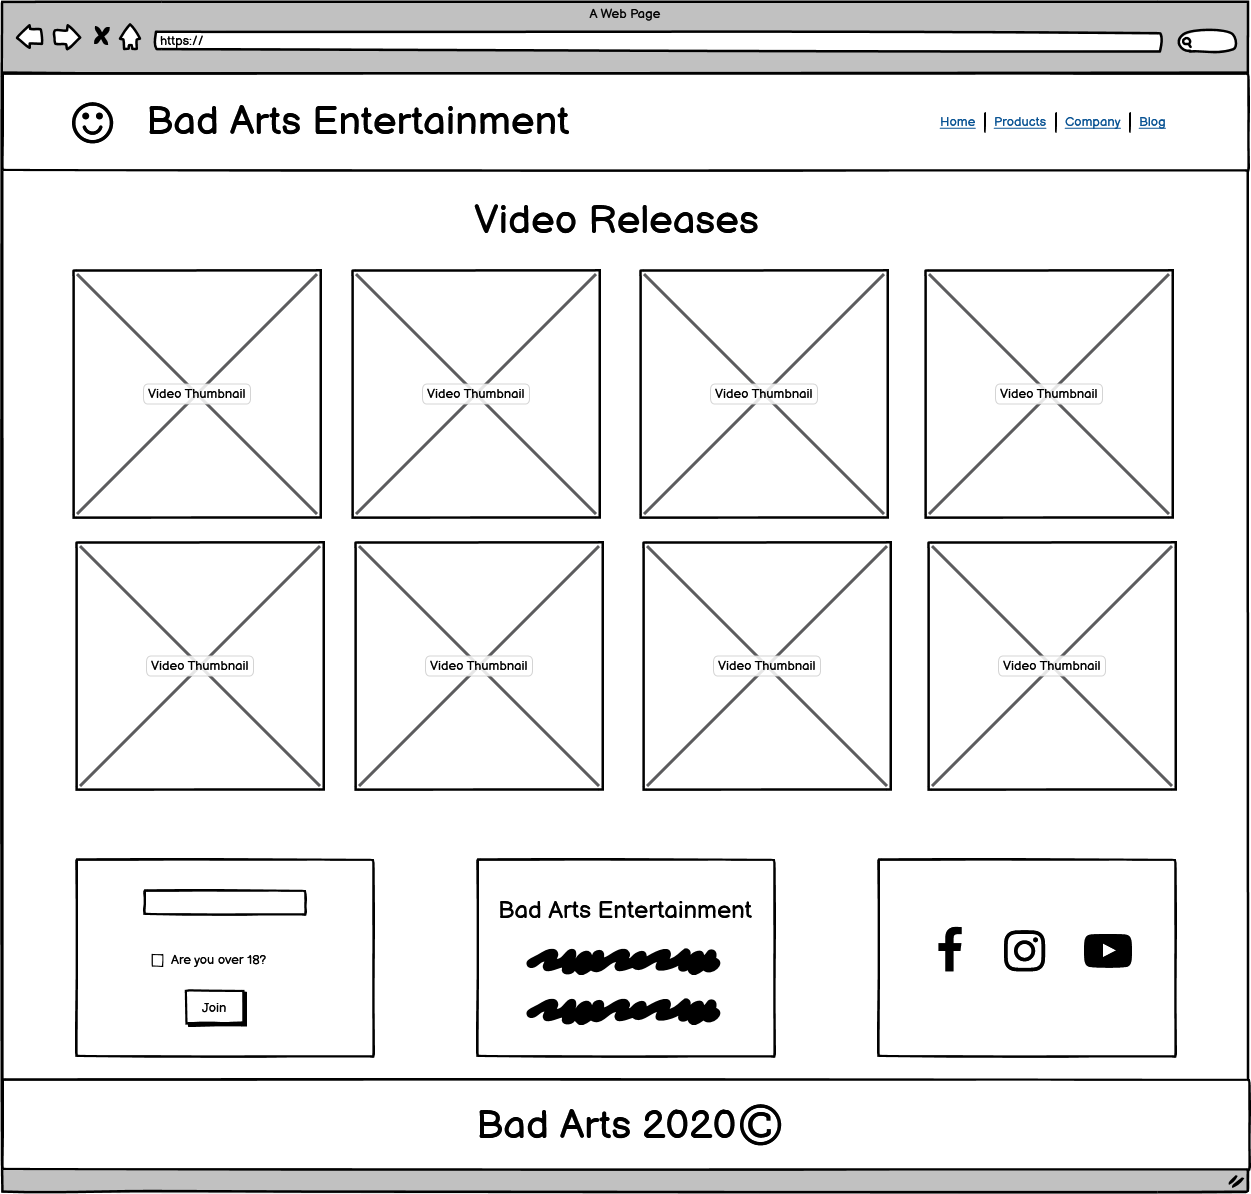 A Web Page
https://
Bad Arts Entertainment
Home | Products | Company | Blog
Video Releases
Video Thumbnail
Video Thumbnail
Video Thumbnail
Video Thumbnail
Video Thumbnail
Video Thumbnail
Video Thumbnail
Video Thumbnail
Are you over 18?
Join
Bad Arts Entertainment
Bad Arts 2020©